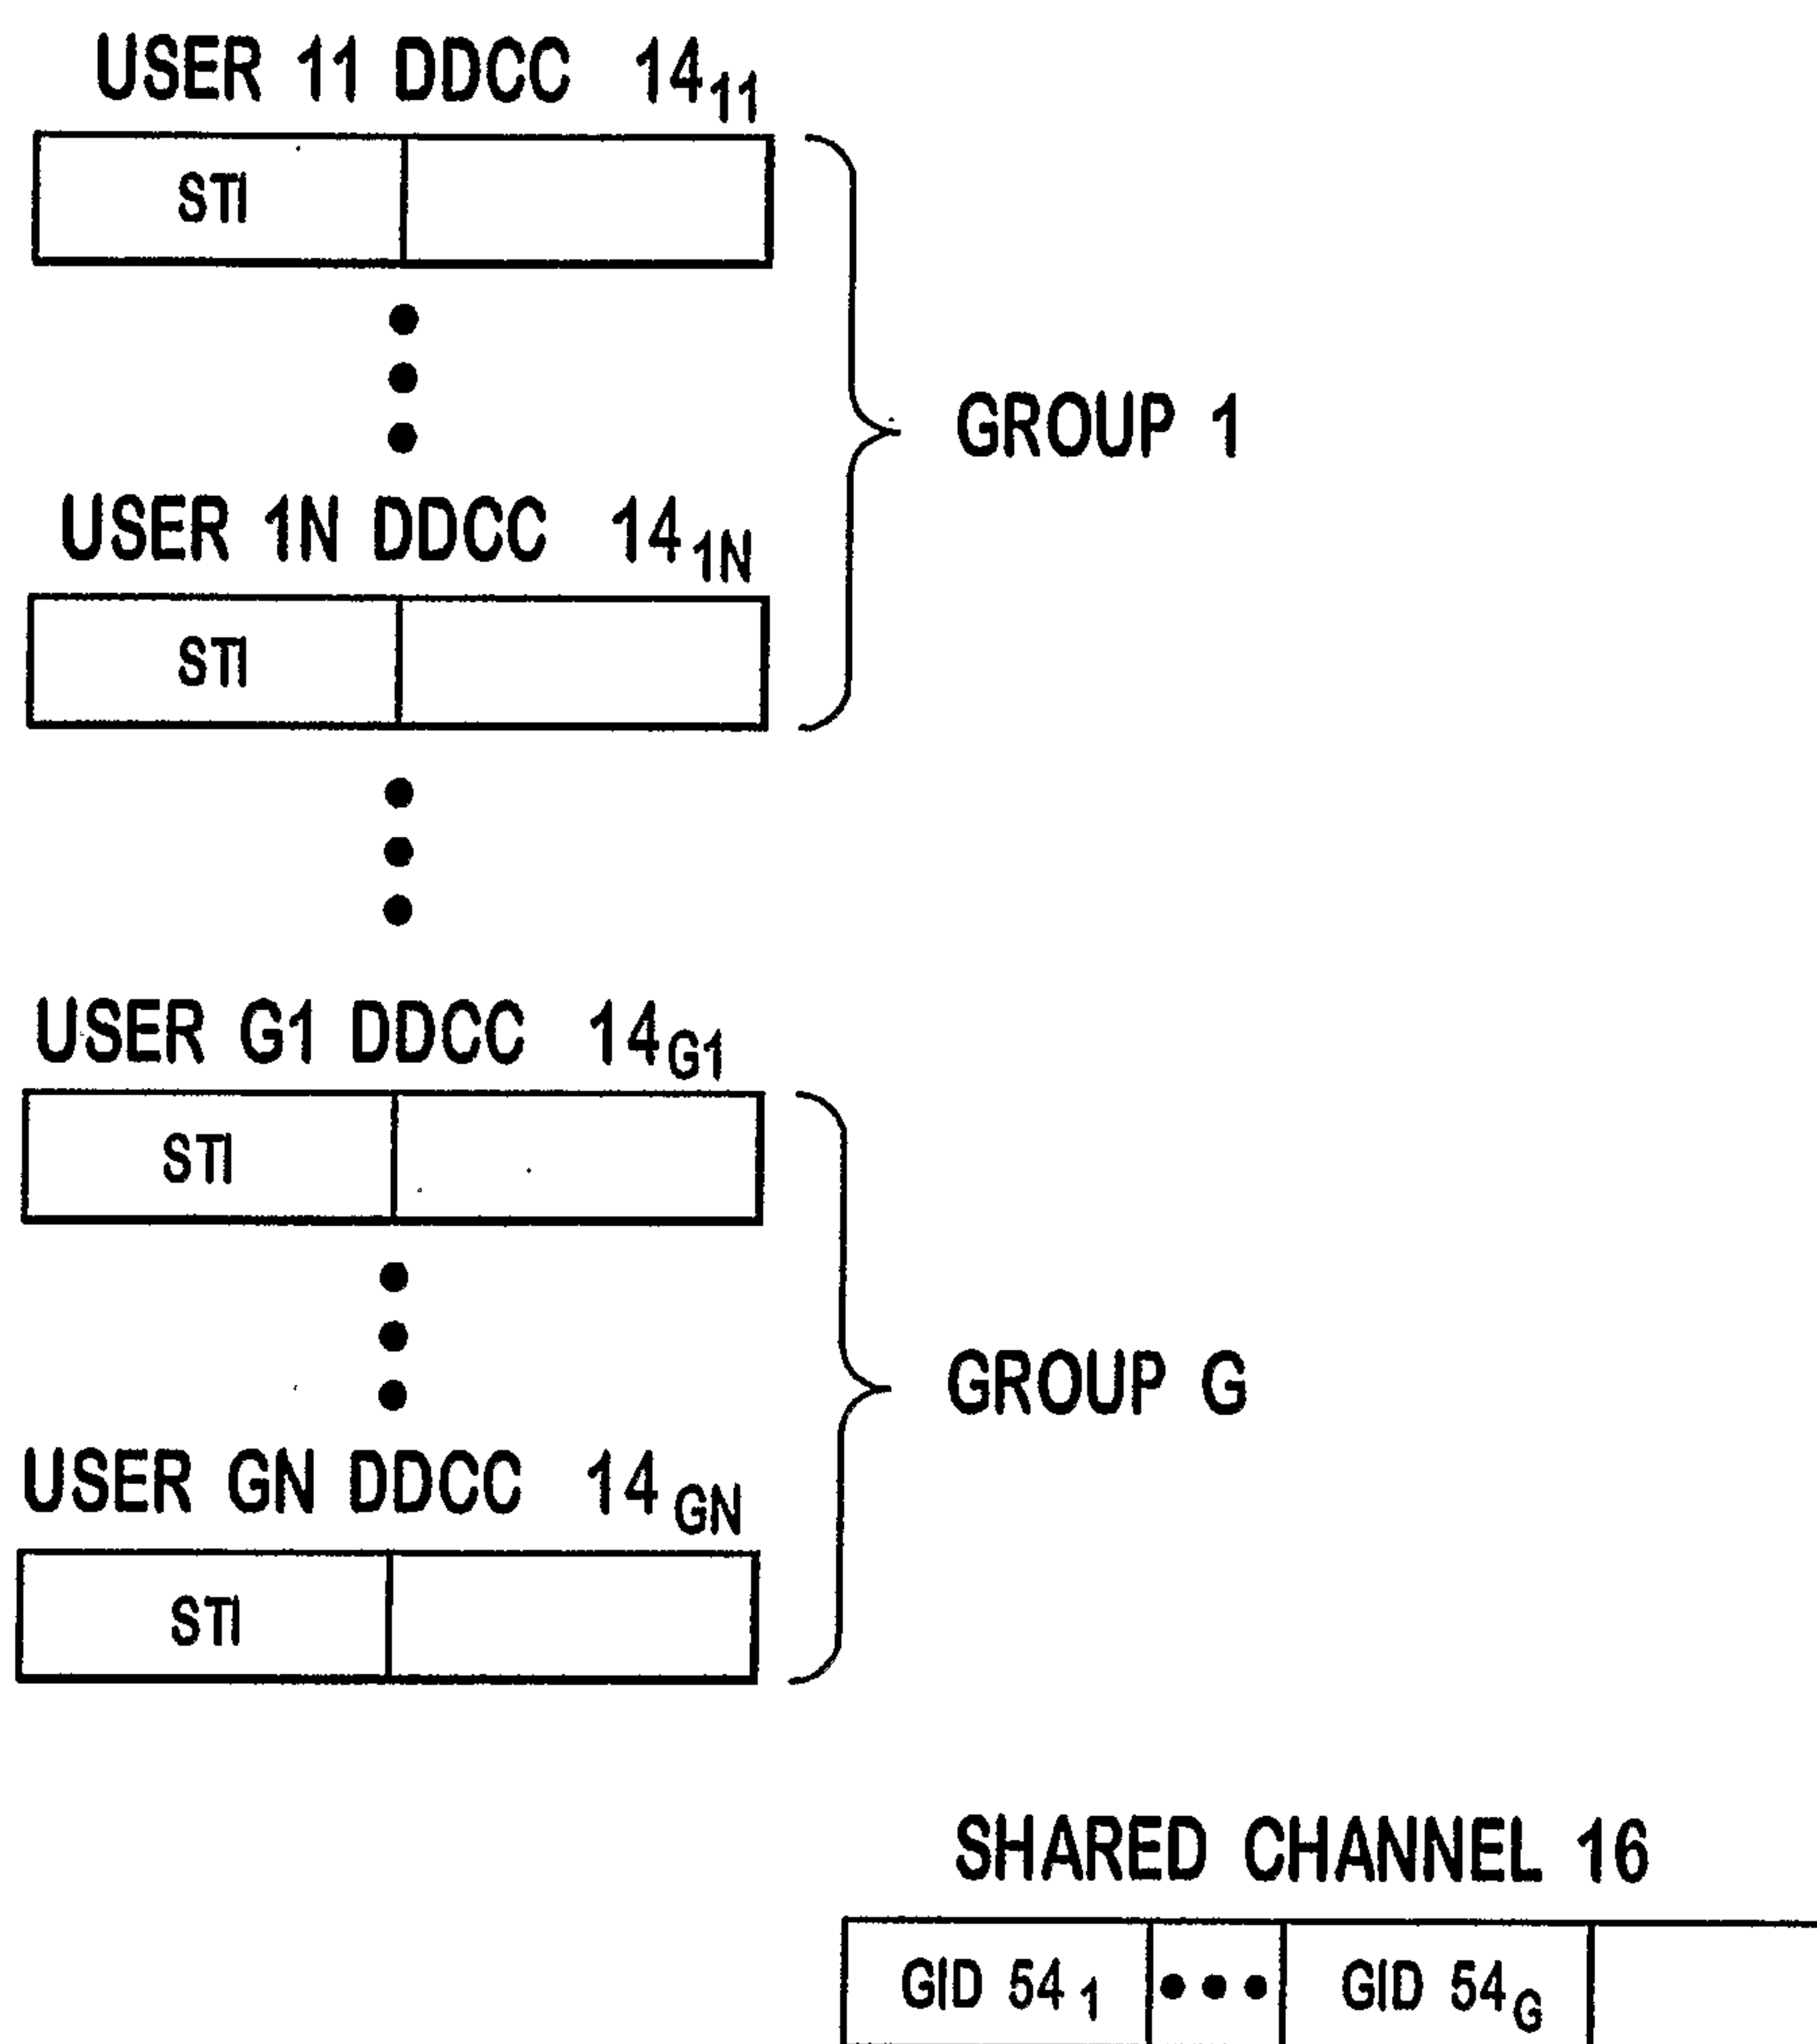 USER 11 DDCC 14₁₁
STI
USER 1N DDCC 14₁N
STI
GROUP 1
USER G1 DDCC 14G1
STI
USER GN DDCC 14GN
STI
GROUP G
SHARED CHANNEL 16
GID 54₁ ••• GID 54G